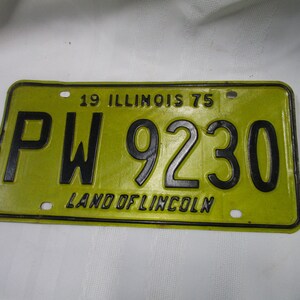 19 ILLINOIS 75
PW 9230
LAND OF LINCOLN